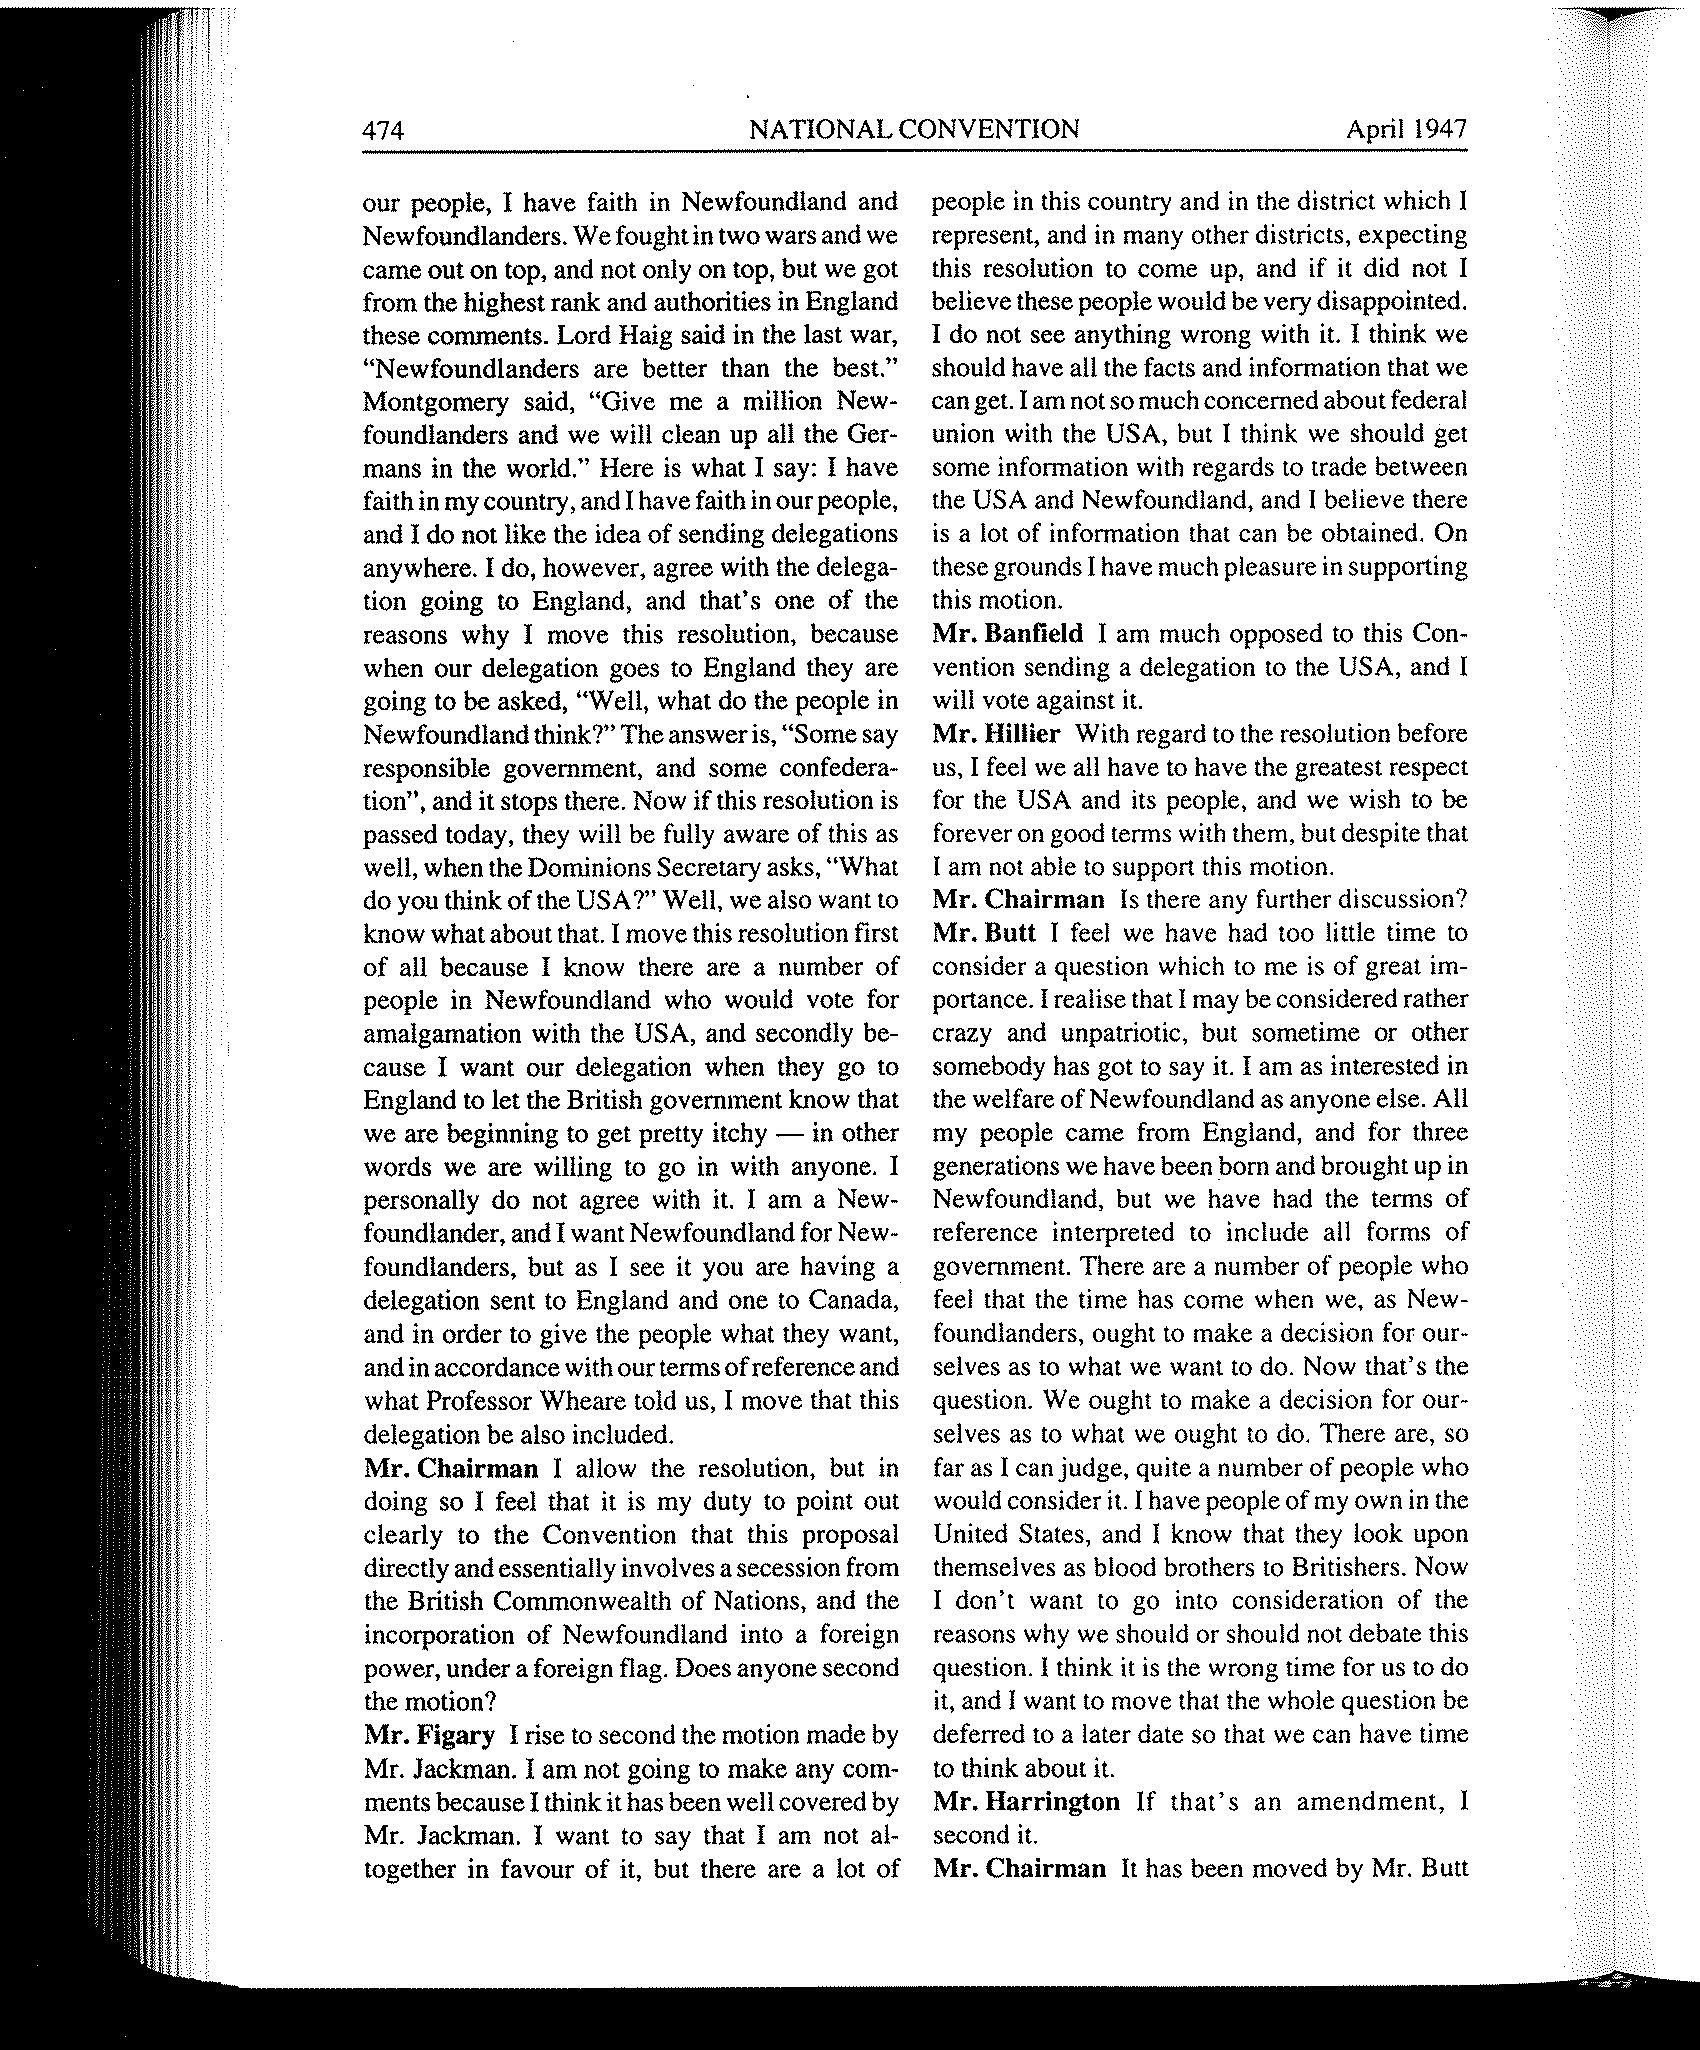 474 NATIONAL CONVENTION April 1947
our people, I have faith in Newfoundland and
Newfoundlanders. We fought in two wars and we
came out on top, and not only on top, but we got
from the highest rank and authorities in England
these comments. Lord Haig said in the last war,
“Newfoundlanders are better than the best.”
Montgomery said, “Give me a million New-
foundlanders and we will clean up all the Ger-
mans in the world.” Here is what I say: I have
faith in my country, and I have faith in our people,
and I do not like the idea of sending delegations
anywhere. I do, however, agree with the delega-
tion going to England, and that's one of the
reasons why I move this resolution, because
when our delegation goes to England they are
going to be asked, “Well, what do the people in
Newfoundland think?” The answer is, “Some say
responsible government, and some confedera-
tion”, and it stops there. Now if this resolution is
passed today, they will be fully aware of this as
well, when the Dominions Secretary asks, “What
do you think of the USA?” Well, we also want to
know what about that. I move this resolution first
of all because I know there are a number of
people in Newfoundland who would vote for
amalgamation with the USA, and secondly be-
cause I want our delegation when they go to
England to let the British government know that
we are beginning to get pretty itchy — in other
words we are willing to go in with anyone. I
personally do not agree with it. I am a New-
foundlander, and I want Newfoundland for New-
foundlanders, but as I see it you are having a
delegation sent to England and one to Canada,
and in order to give the people what they want,
and in accordance with our terms of reference and
what Professor Wheare told us, I move that this
delegation be also included.
Mr. Chairman I allow the resolution, but in
doing so I feel that it is my duty to point out
clearly to the Convention that this proposal
directly and essentially involves a secession from
the British Commonwealth of Nations, and the
incorporation of Newfoundland into a foreign
power, under a foreign flag. Does anyone second
the motion?
Mr. Figary I rise to second the motion made by
Mr. Jackman. I am not going to make any com-
ments because I think it has been well covered by
Mr. Jackman. I want to say that I am not al-
together in favour of it, but there are a lot of
people in this country and in the district which I
represent, and in many other districts, expecting
this resolution to come up, and if it did not I
believe these people would be very disappointed.
I do not see anything wrong with it. I think we
should have all the facts and information that we
can get. I am not so much concerned about federal
union with the USA, but I think we should get
some information with regards to trade between
the USA and Newfoundland, and I believe there
is a lot of information that can be obtained. On
these grounds I have much pleasure in supporting
this motion.
Mr. Banfield I am much opposed to this Con-
vention sending a delegation to the USA, and I
will vote against it.
Mr. Hillier With regard to the resolution before
us, I feel we all have to have the greatest respect
for the USA and its people, and we wish to be
forever on good terms with them, but despite that
I am not able to support this motion.
Mr. Chairman Is there any further discussion?
Mr. Butt I feel we have had too little time to
consider a question which to me is of great im-
portance. I realise that I may be considered rather
crazy and unpatriotic, but sometime or other
somebody has got to say it. I am as interested in
the welfare of Newfoundland as anyone else. All
my people came from England, and for three
generations we have been born and brought up in
Newfoundland, but we have had the terms of
reference interpreted to include all forms of
government. There are a number of people who
feel that the time has come when we, as New-
foundlanders, ought to make a decision for our-
selves as to what we want to do. Now that's the
question. We ought to make a decision for our-
selves as to what we ought to do. There are, so
far as I can judge, quite a number of people who
would consider it. I have people of my own in the
United States, and I know that they look upon
themselves as blood brothers to Britishers. Now
I don't want to go into consideration of the
reasons why we should or should not debate this
question. I think it is the wrong time for us to do
it, and I want to move that the whole question be
deferred to a later date so that we can have time
to think about it.
Mr. Harrington If that's an amendment, I
second it.
Mr. Chairman It has been moved by Mr. Butt